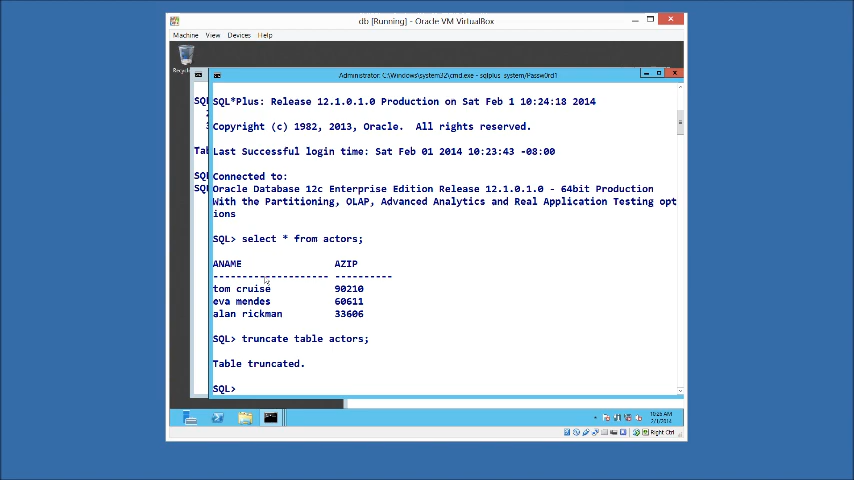 db [Running] - Oracle VM VirtualBox
Machine View Devices Help
Administrator: C:\Windows\system32\cmd.exe - sqlplus system/Passw0rd1
SQL*Plus: Release 12.1.0.1.0 Production on Sat Feb 1 10:24:18 2014
Copyright (c) 1982, 2013, Oracle. All rights reserved.
Last Successful login time: Sat Feb 01 2014 10:23:43 -08:00
Connected to:
Oracle Database 12c Enterprise Edition Release 12.1.0.1.0 - 64bit Production
With the Partitioning, OLAP, Advanced Analytics and Real Application Testing opt
ions
SQL> select * from actors;
ANAME AZIP
-------------------- ----------
tom cruise 90210
eva mendes 60611
alan rickman 33606
SQL> truncate table actors;
Table truncated.
SQL>
2/1/2014
Right Ctrl